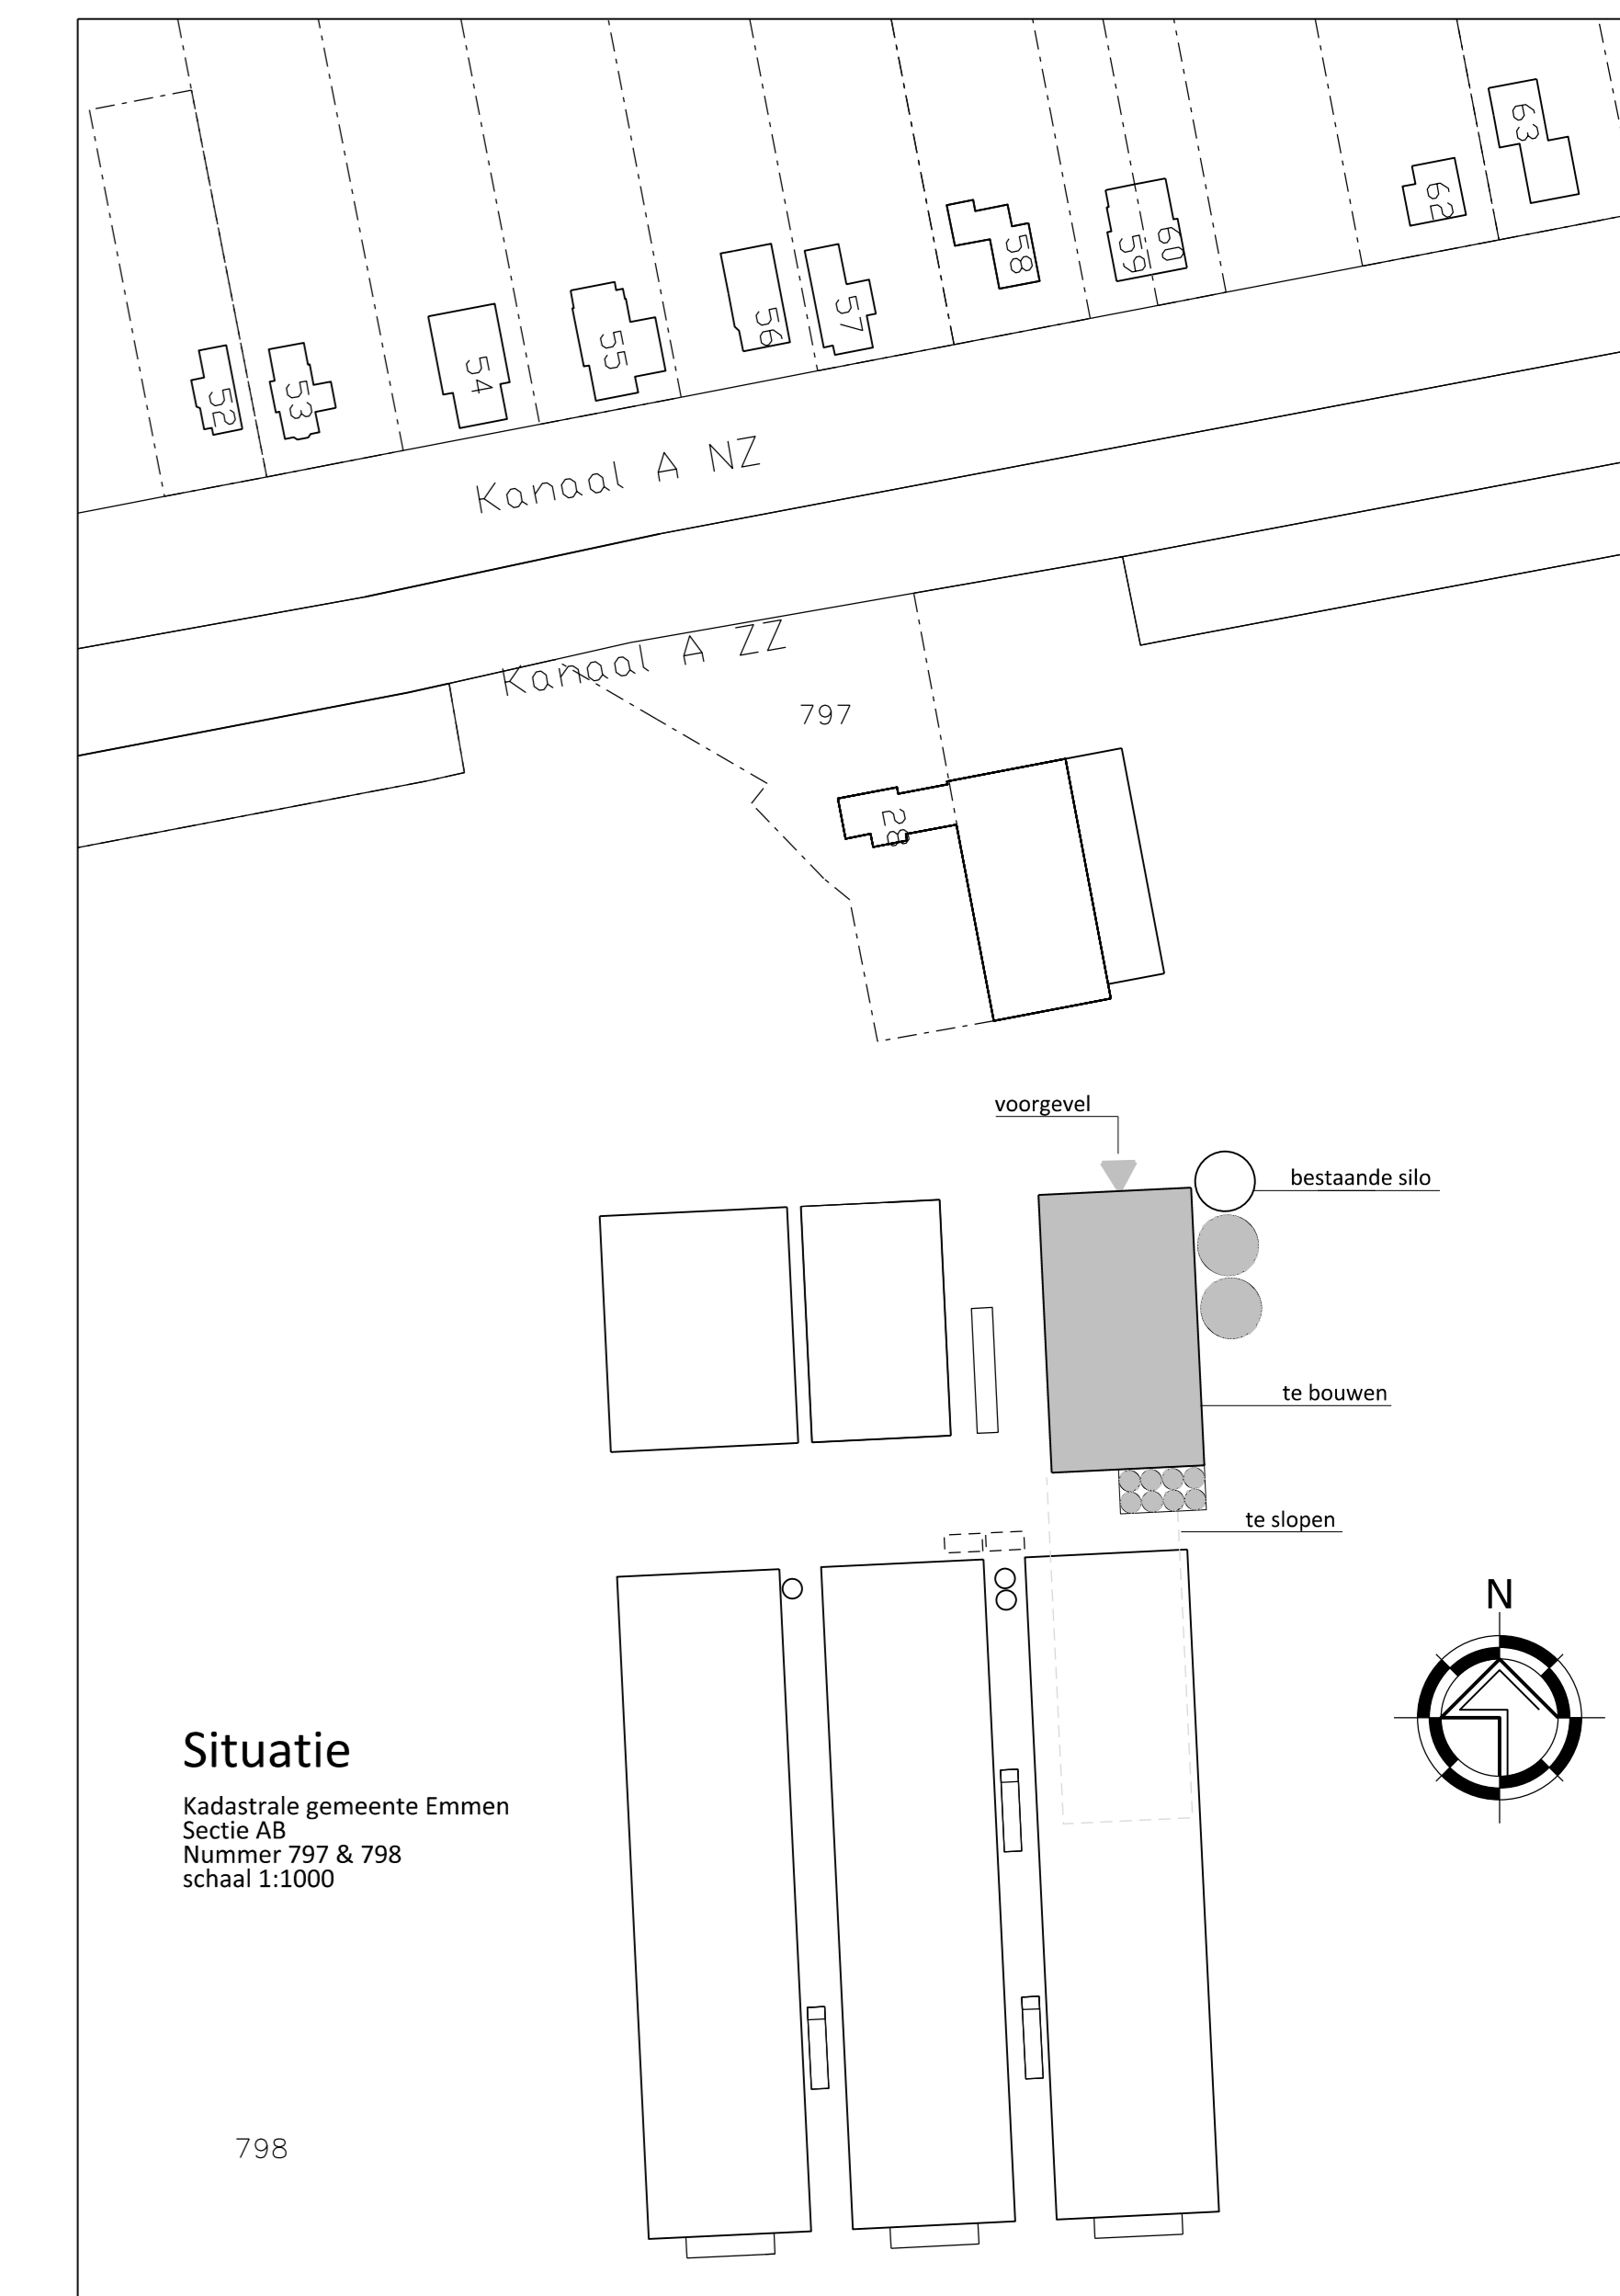 63
62
60
59
58
57
56
55
54
53
52
Kanaal A NZ
Kanaal A ZZ
797
28
voorgevel
bestaande silo
te bouwen
te slopen
N
Situatie
Kadastrale gemeente Emmen
Sectie AB
Nummer 797 & 798
schaal 1:1000
798